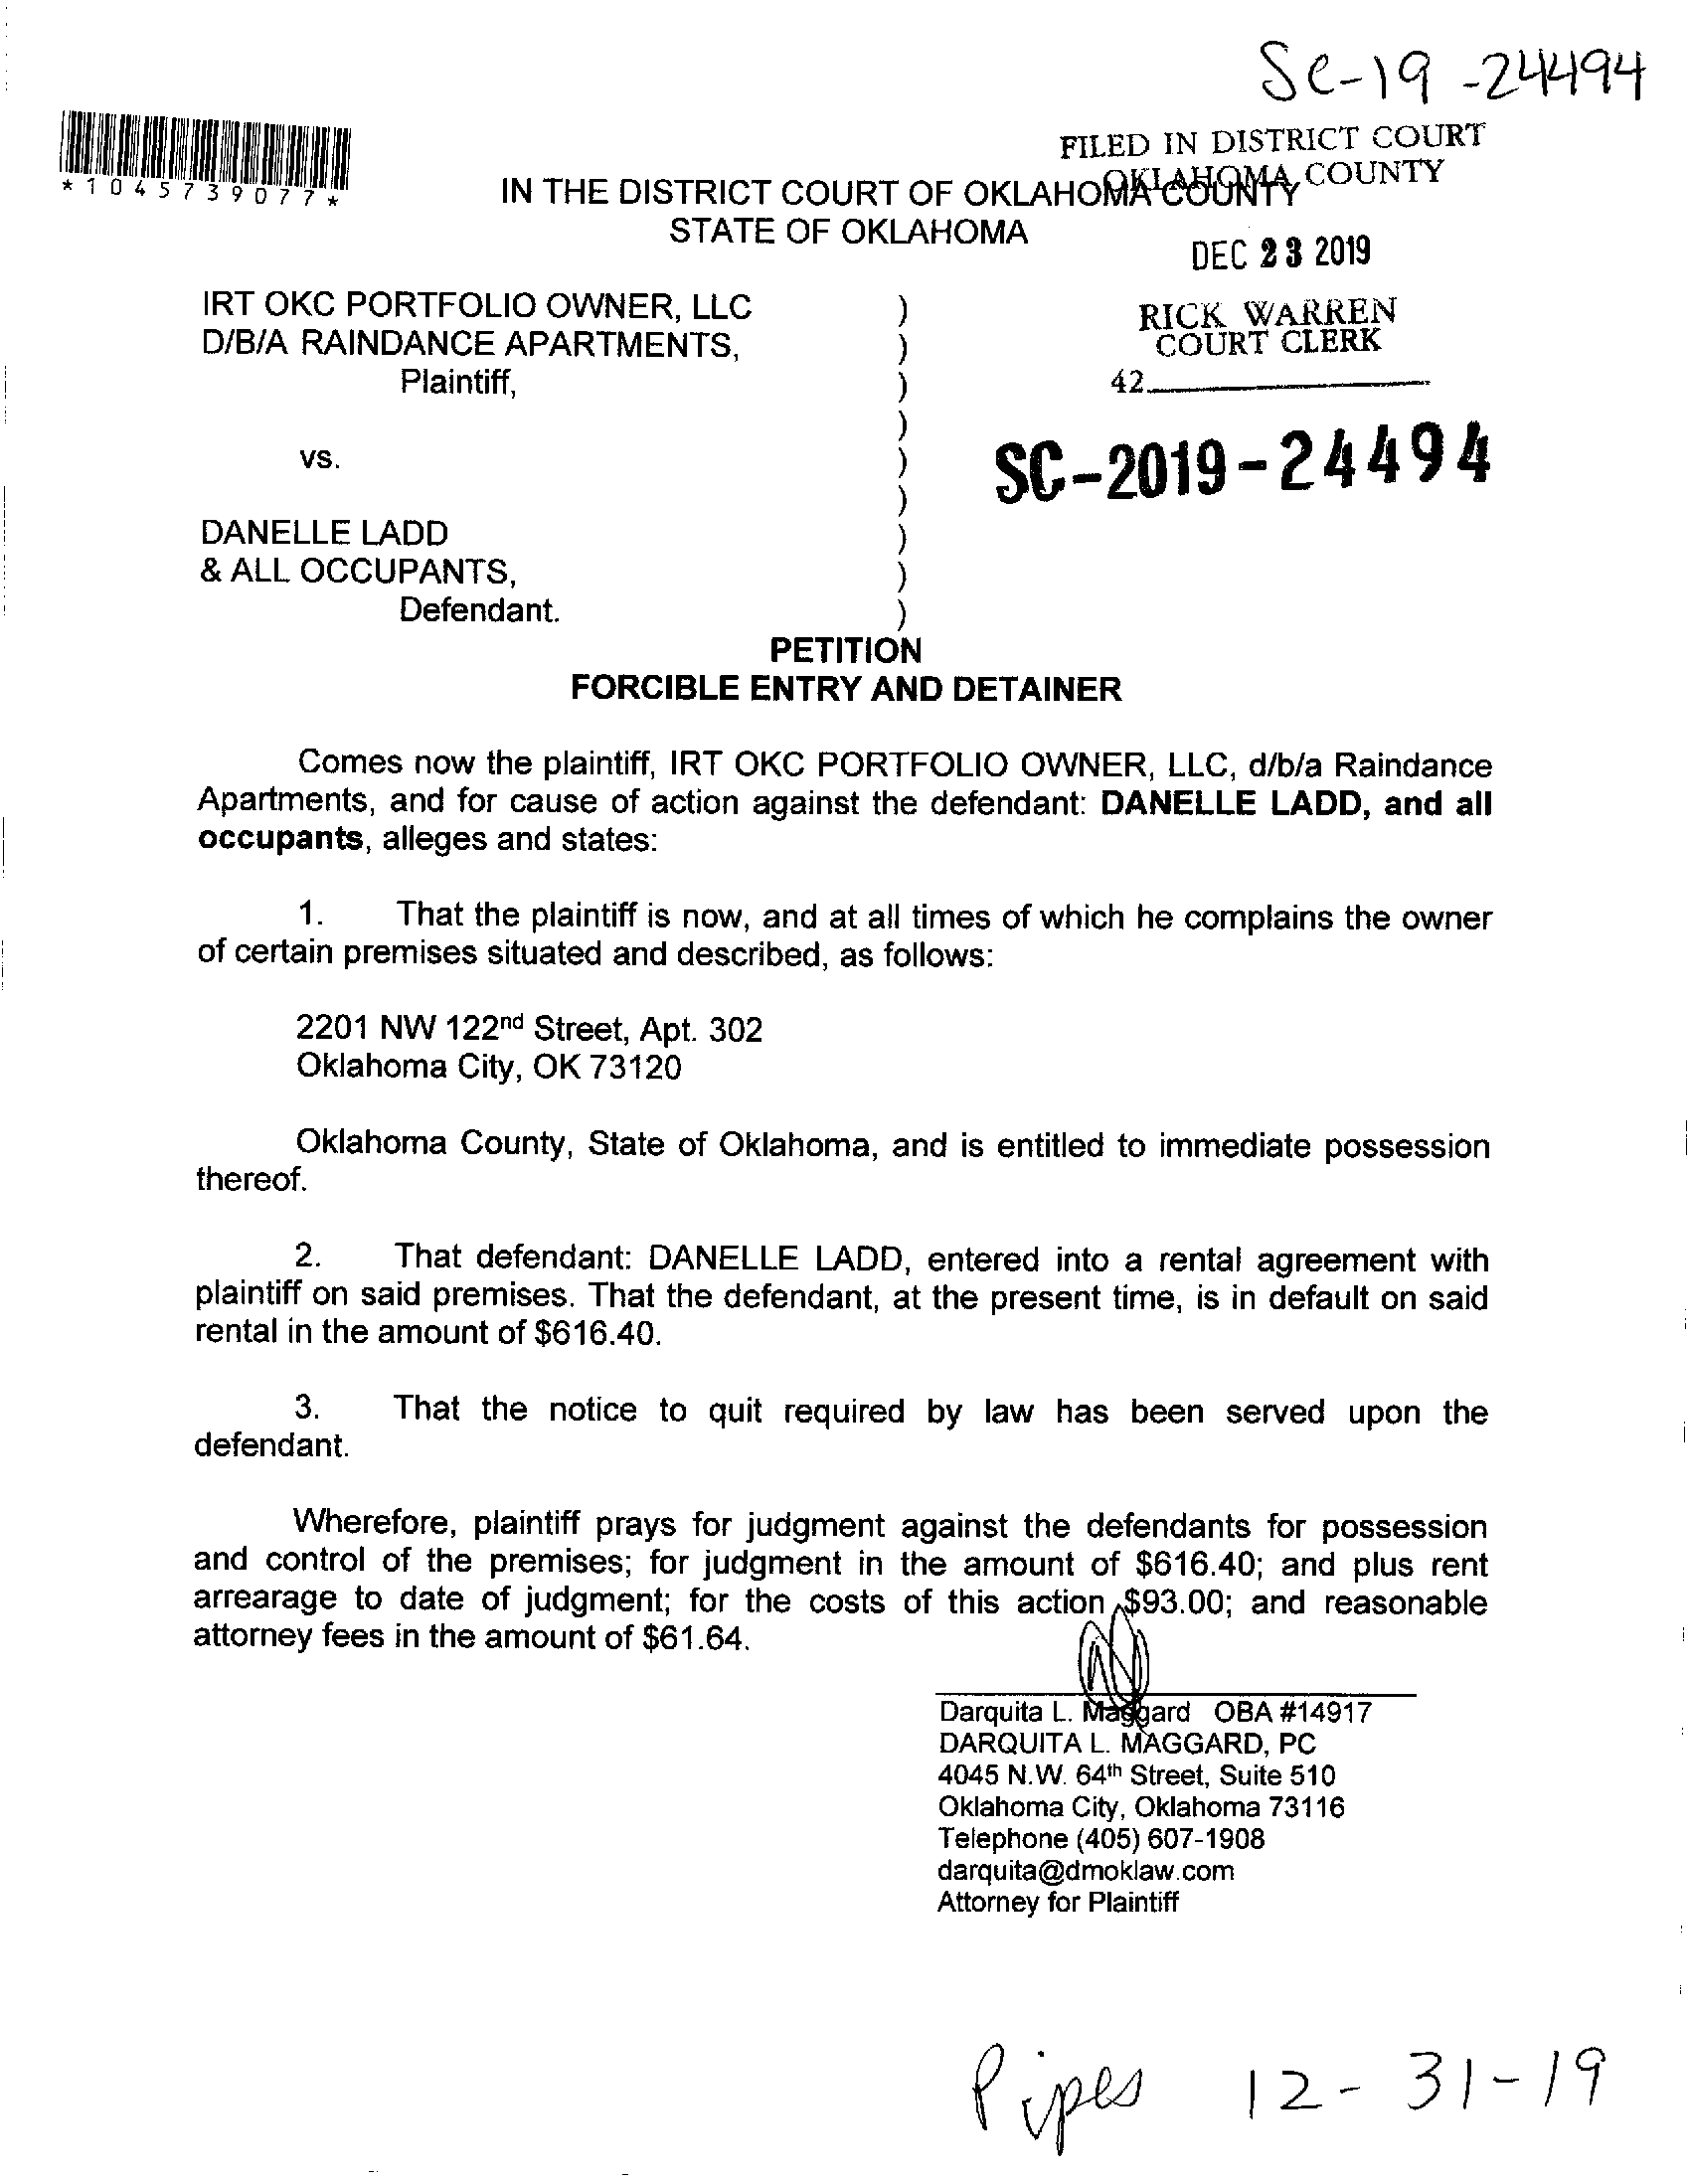 SC-19-24494
FILED IN DISTRICT COURT
OKLAHOMA COUNTY
*1045739077*
IN THE DISTRICT COURT OF OKLAHOMA COUNTY
STATE OF OKLAHOMA
DEC 23 2019
IRT OKC PORTFOLIO OWNER, LLC )
D/B/A RAINDANCE APARTMENTS, )
Plaintiff, )
RICK WARREN
COURT CLERK
42
)
vs. )
SC-2019-24494
)
DANELLE LADD )
& ALL OCCUPANTS, )
Defendant. )
PETITION
FORCIBLE ENTRY AND DETAINER
Comes now the plaintiff, IRT OKC PORTFOLIO OWNER, LLC, d/b/a Raindance
Apartments, and for cause of action against the defendant: DANELLE LADD, and all
occupants, alleges and states:
1. That the plaintiff is now, and at all times of which he complains the owner
of certain premises situated and described, as follows:
2201 NW 122nd Street, Apt. 302
Oklahoma City, OK 73120
Oklahoma County, State of Oklahoma, and is entitled to immediate possession
thereof.
2. That defendant: DANELLE LADD, entered into a rental agreement with
plaintiff on said premises. That the defendant, at the present time, is in default on said
rental in the amount of $616.40.
3. That the notice to quit required by law has been served upon the
defendant.
Wherefore, plaintiff prays for judgment against the defendants for possession
and control of the premises; for judgment in the amount of $616.40; and plus rent
arrearage to date of judgment; for the costs of this action $93.00; and reasonable
attorney fees in the amount of $61.64.
Darquita L. Maggard OBA #14917
DARQUITA L. MAGGARD, PC
4045 N.W. 64th Street, Suite 510
Oklahoma City, Oklahoma 73116
Telephone (405) 607-1908
darquita@dmoklaw.com
Attorney for Plaintiff
Pipes 12-31-19